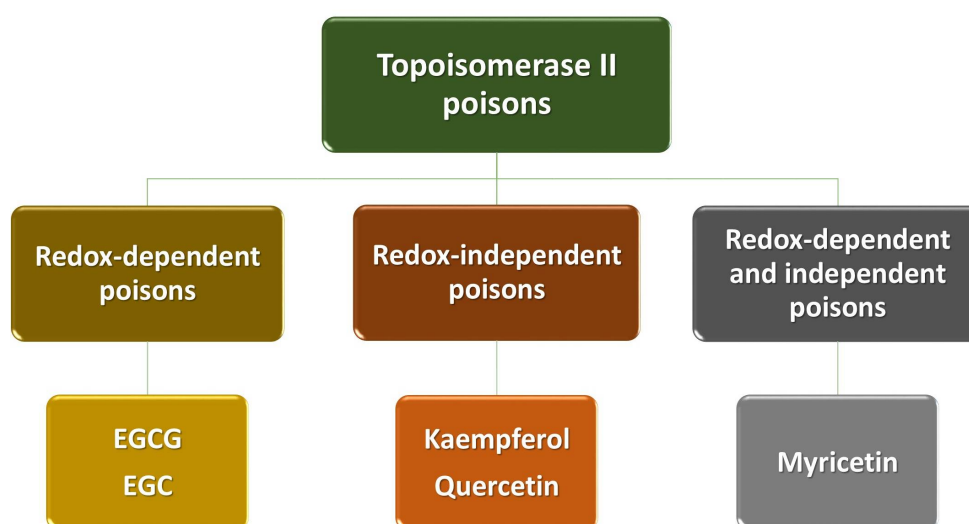 Topoisomerase II
poisons
Redox-dependent
poisons
Redox-independent
poisons
Redox-dependent
and independent
poisons
EGCG
EGC
Kaempferol
Quercetin
Myricetin